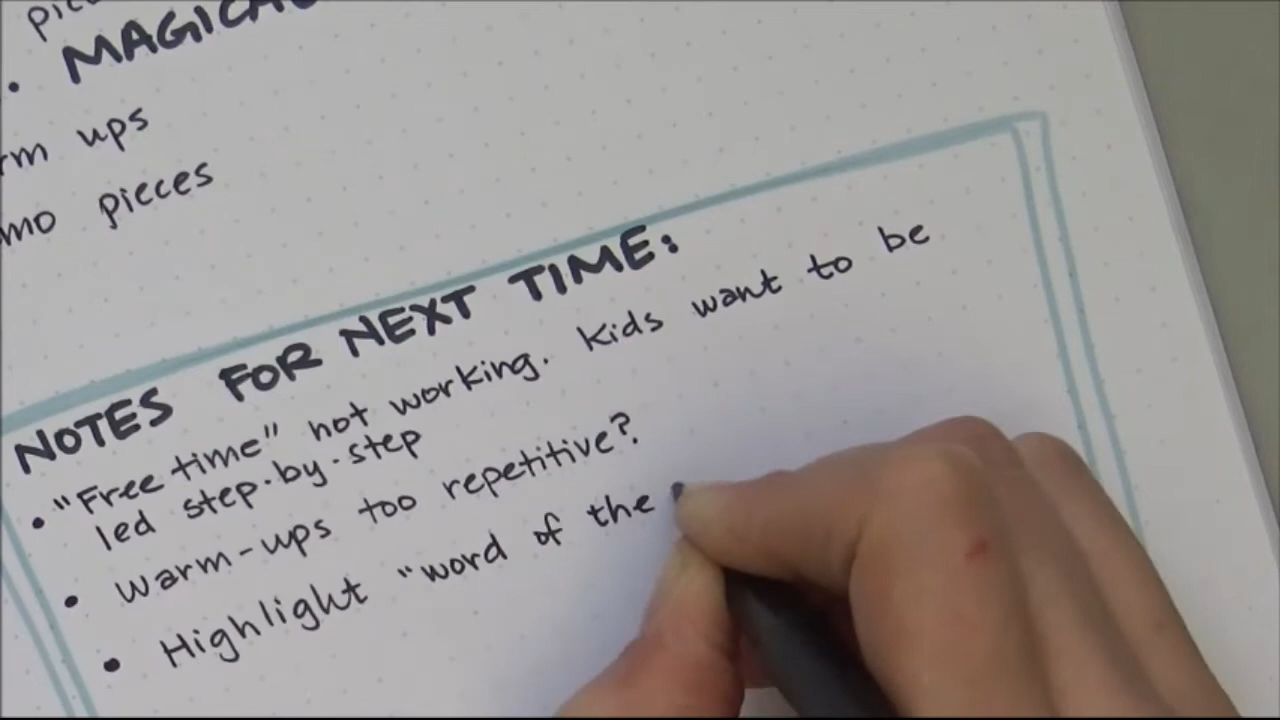 MAGICAL
rm ups
mo pieces
NOTES FOR NEXT TIME:
• "Free time" not working. Kids want to be
led step-by-step
• Warm-ups too repetitive?
• Highlight "word of the